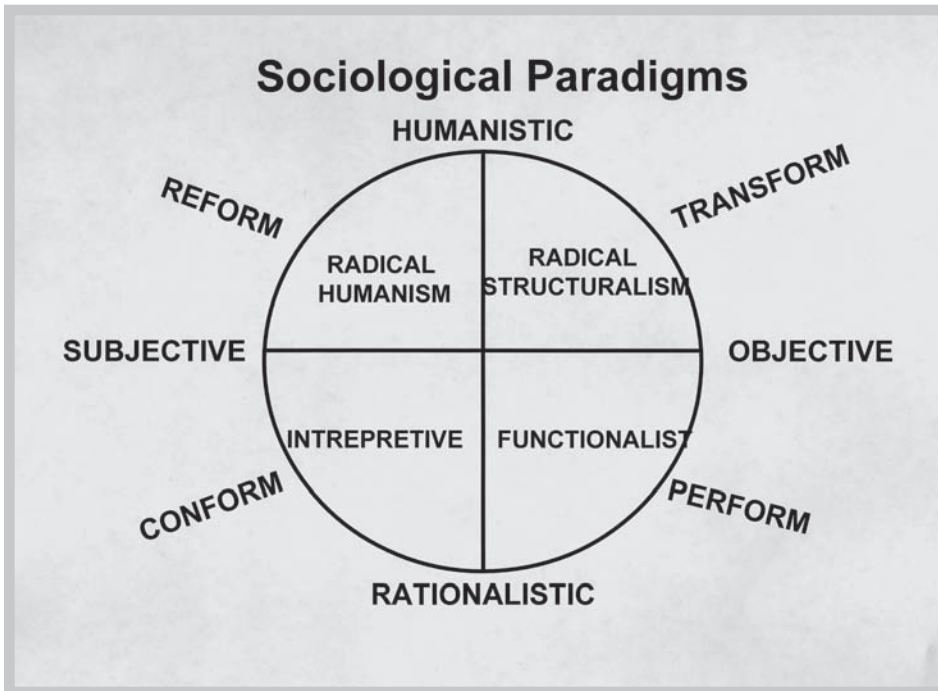 Sociological Paradigms
HUMANISTIC
REFORM
TRANSFORM
RADICAL
HUMANISM
RADICAL
STRUCTURALISM
SUBJECTIVE
OBJECTIVE
INTREPRETIVE
FUNCTIONALIST
CONFORM
PERFORM
RATIONALISTIC